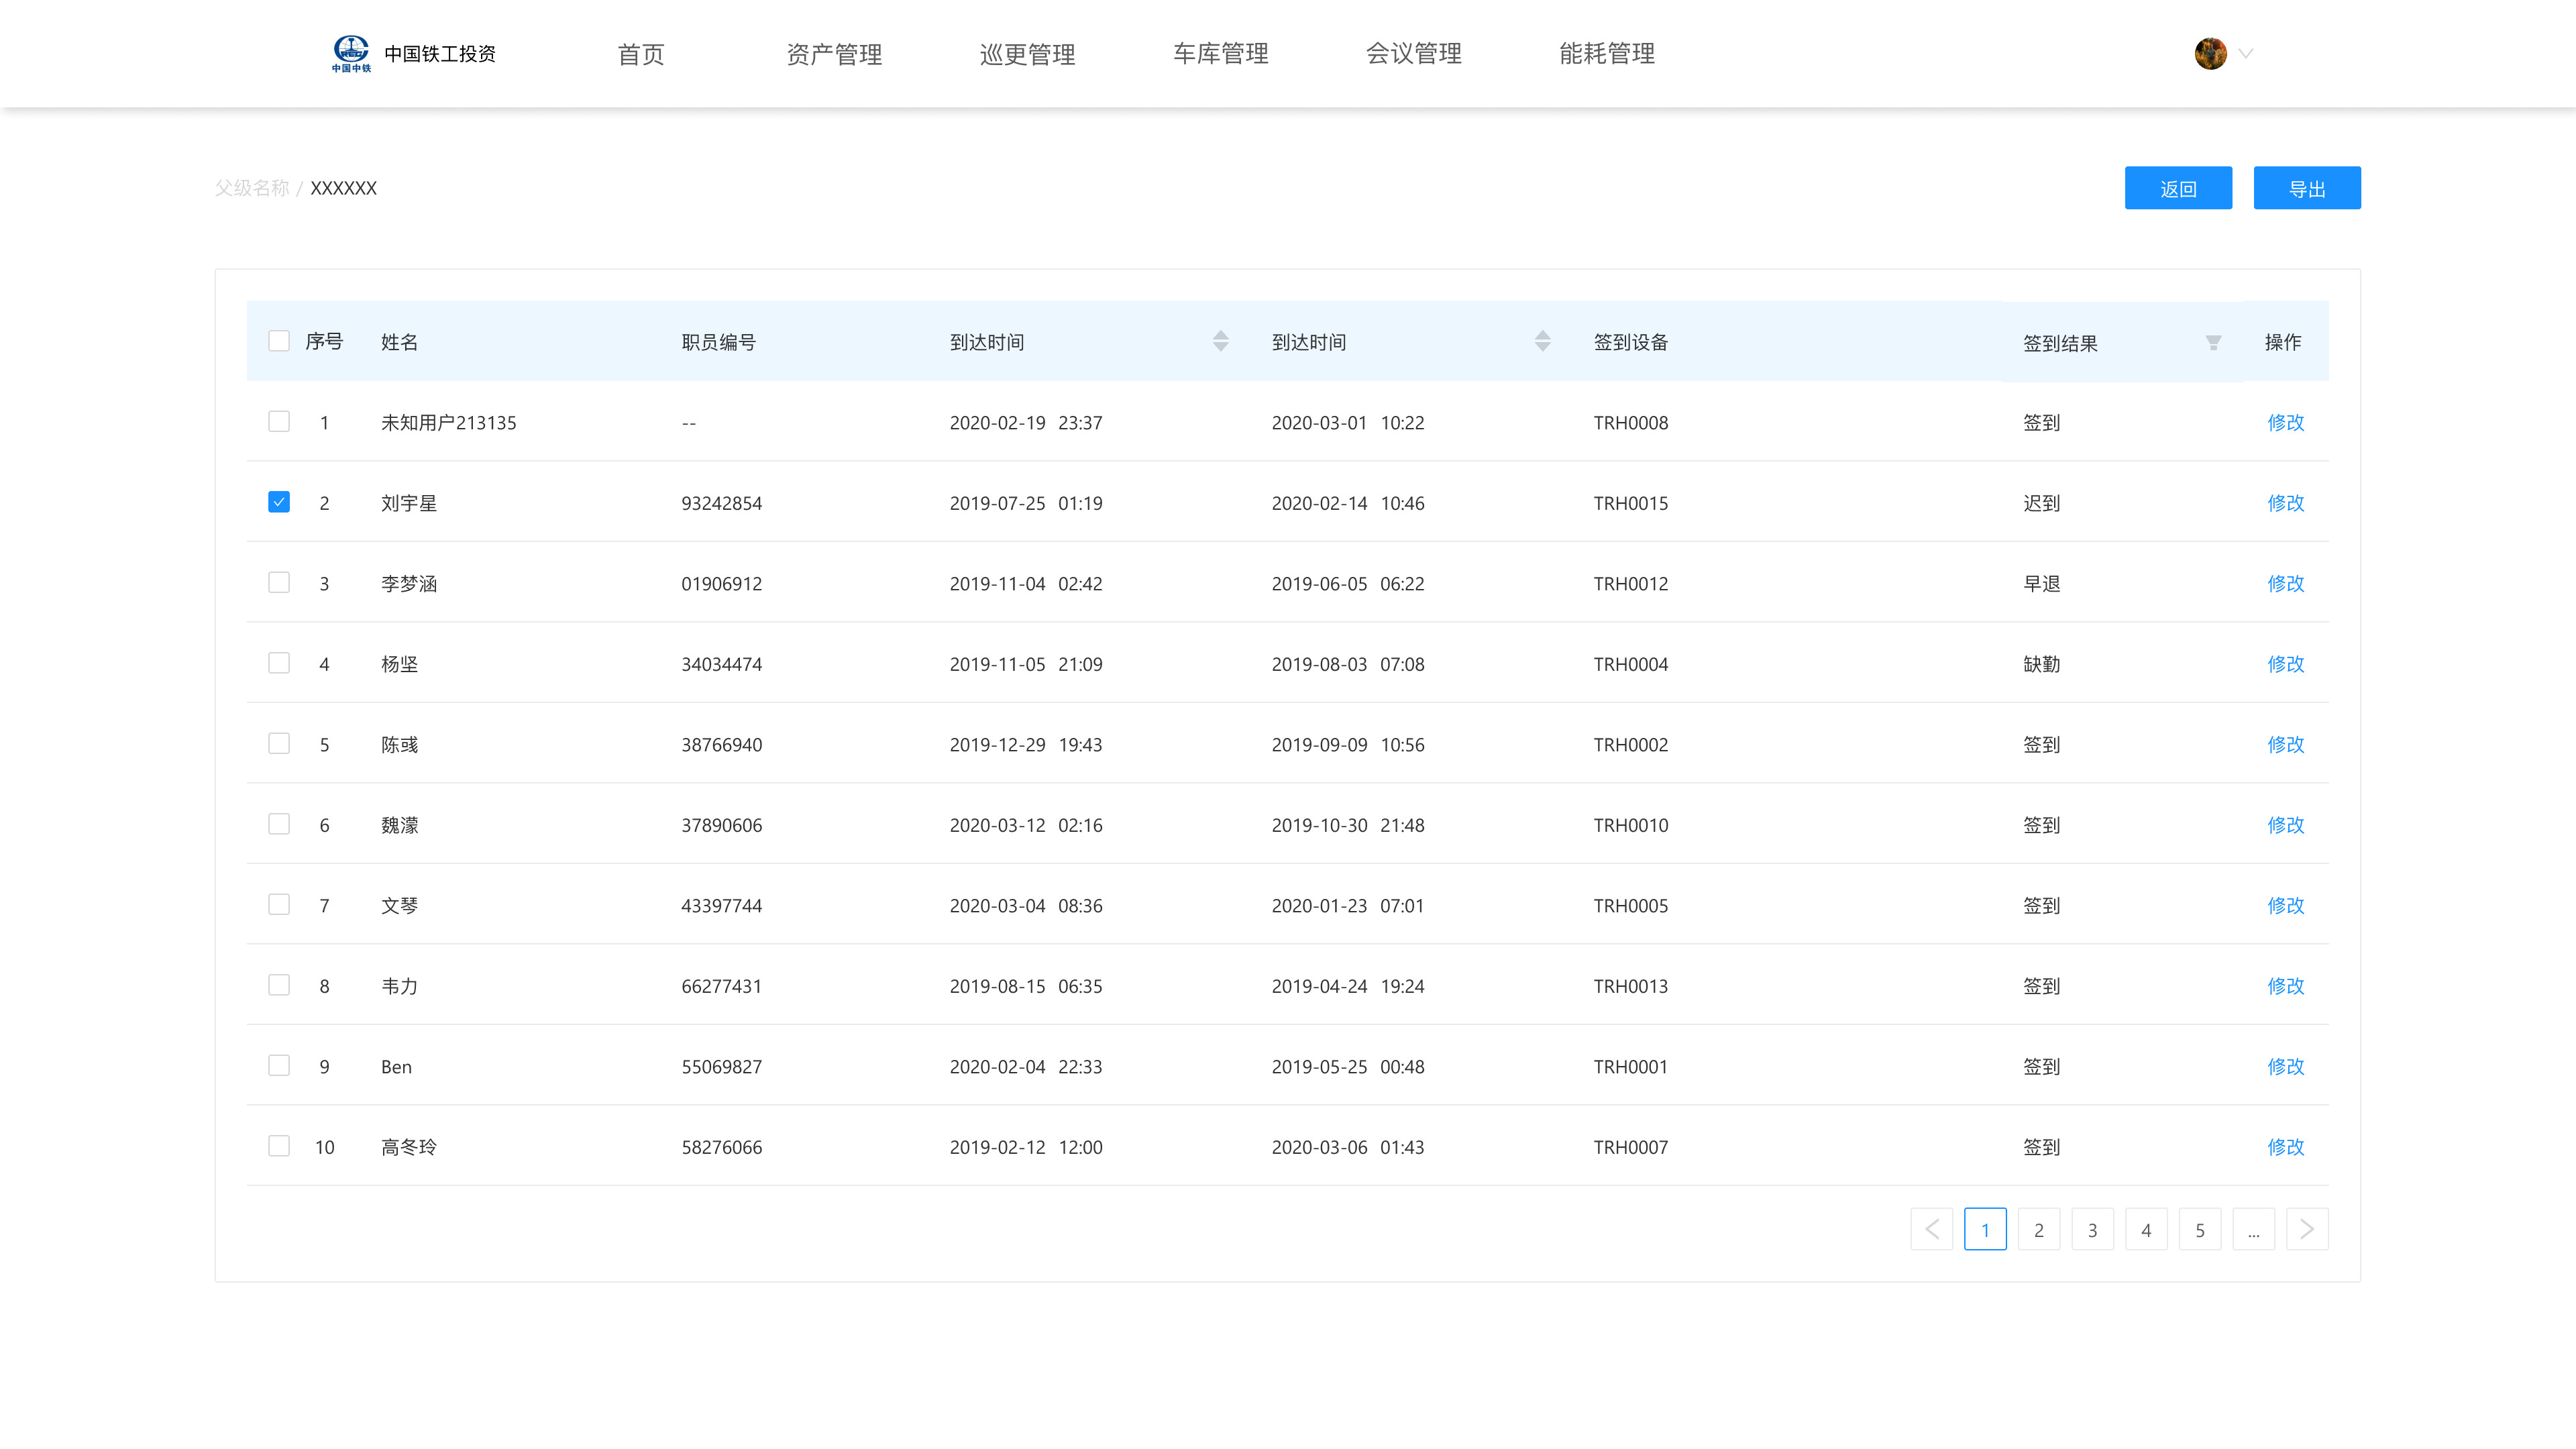 中国中铁 中国铁工投资 首页 资产管理 巡更管理 车库管理 会议管理 能耗管理
父级名称 / XXXXXX 返回 导出
序号 姓名 职员编号 到达时间 到达时间 签到设备 签到结果 操作
1 未知用户213135 -- 2020-02-19 23:37 2020-03-01 10:22 TRH0008 签到 修改
2 刘宇星 93242854 2019-07-25 01:19 2020-02-14 10:46 TRH0015 迟到 修改
3 李梦涵 01906912 2019-11-04 02:42 2019-06-05 06:22 TRH0012 早退 修改
4 杨坚 34034474 2019-11-05 21:09 2019-08-03 07:08 TRH0004 缺勤 修改
5 陈彧 38766940 2019-12-29 19:43 2019-09-09 10:56 TRH0002 签到 修改
6 魏濛 37890606 2020-03-12 02:16 2019-10-30 21:48 TRH0010 签到 修改
7 文琴 43397744 2020-03-04 08:36 2020-01-23 07:01 TRH0005 签到 修改
8 韦力 66277431 2019-08-15 06:35 2019-04-24 19:24 TRH0013 签到 修改
9 Ben 55069827 2020-02-04 22:33 2019-05-25 00:48 TRH0001 签到 修改
10 高冬玲 58276066 2019-02-12 12:00 2020-03-06 01:43 TRH0007 签到 修改
1 2 3 4 5 ...